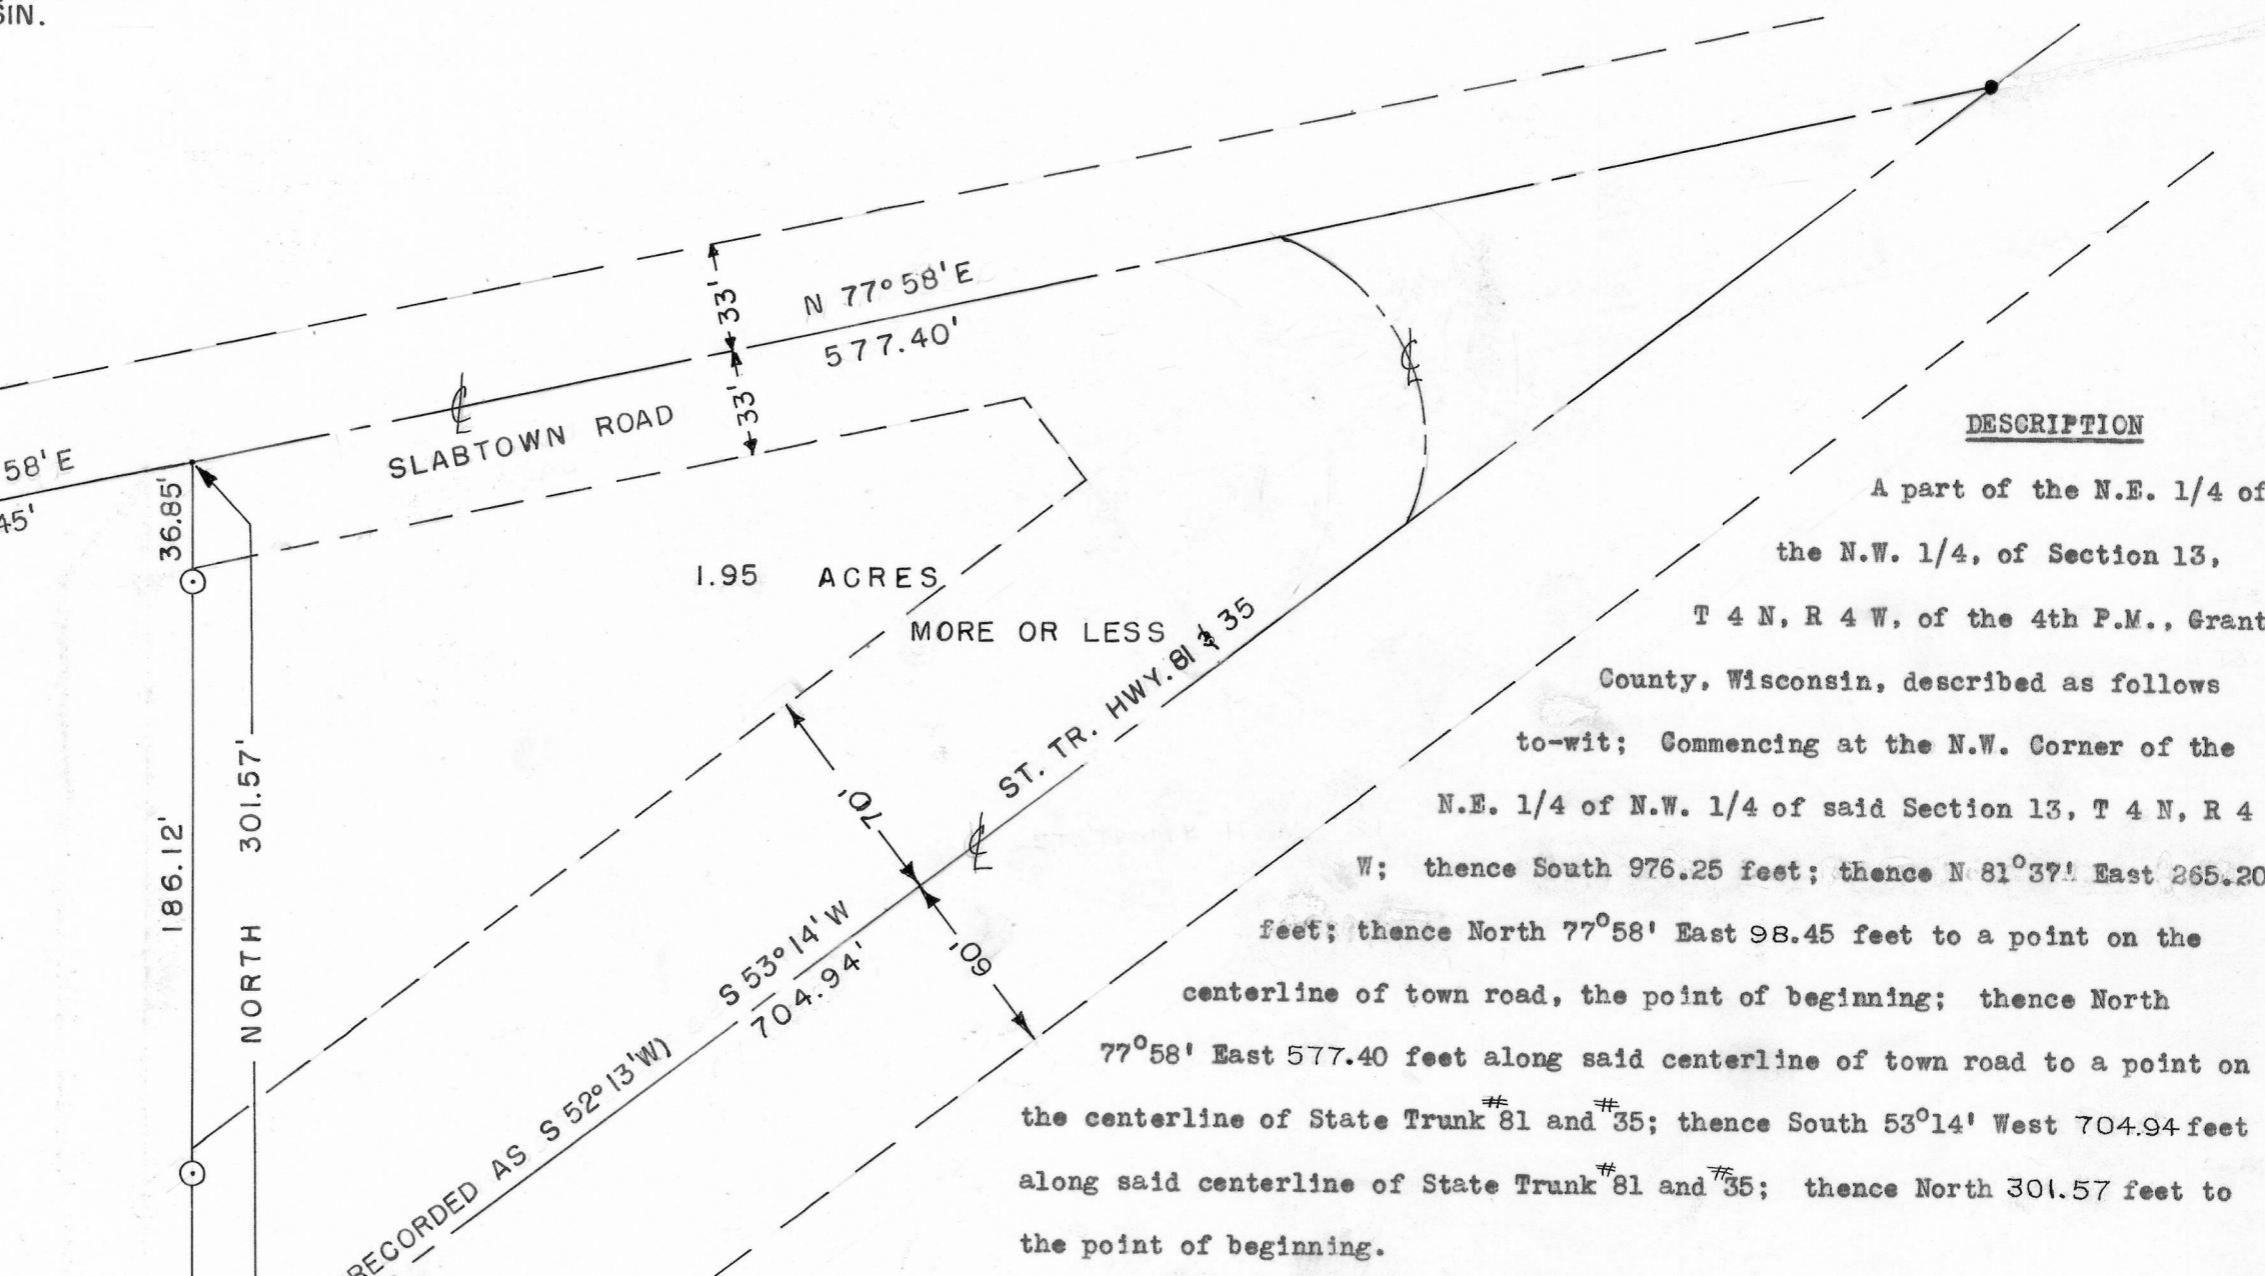 SIN.
58'E
45'
36.85'
186.12'
NORTH 301.57'
33'
33'
N 77°58'E
577.40'
SLABTOWN ROAD
℄
℄
1.95 ACRES
MORE OR LESS
ST. TR. HWY. 81 & 35
℄
70'
60'
S 53°14'W
704.94'
RECORDED AS S 52°13'W)
DESCRIPTION
A part of the N.E. 1/4 of
the N.W. 1/4, of Section 13,
T 4 N, R 4 W, of the 4th P.M., Grant
County, Wisconsin, described as follows
to-wit; Commencing at the N.W. Corner of the
N.E. 1/4 of N.W. 1/4 of said Section 13, T 4 N, R 4
W; thence South 976.25 feet; thence N 81°37' East 265.20
feet; thence North 77°58' East 98.45 feet to a point on the
centerline of town road, the point of beginning; thence North
77°58' East 577.40 feet along said centerline of town road to a point on
the centerline of State Trunk #81 and #35; thence South 53°14' West 704.94 feet
along said centerline of State Trunk #81 and #35; thence North 301.57 feet to
the point of beginning.